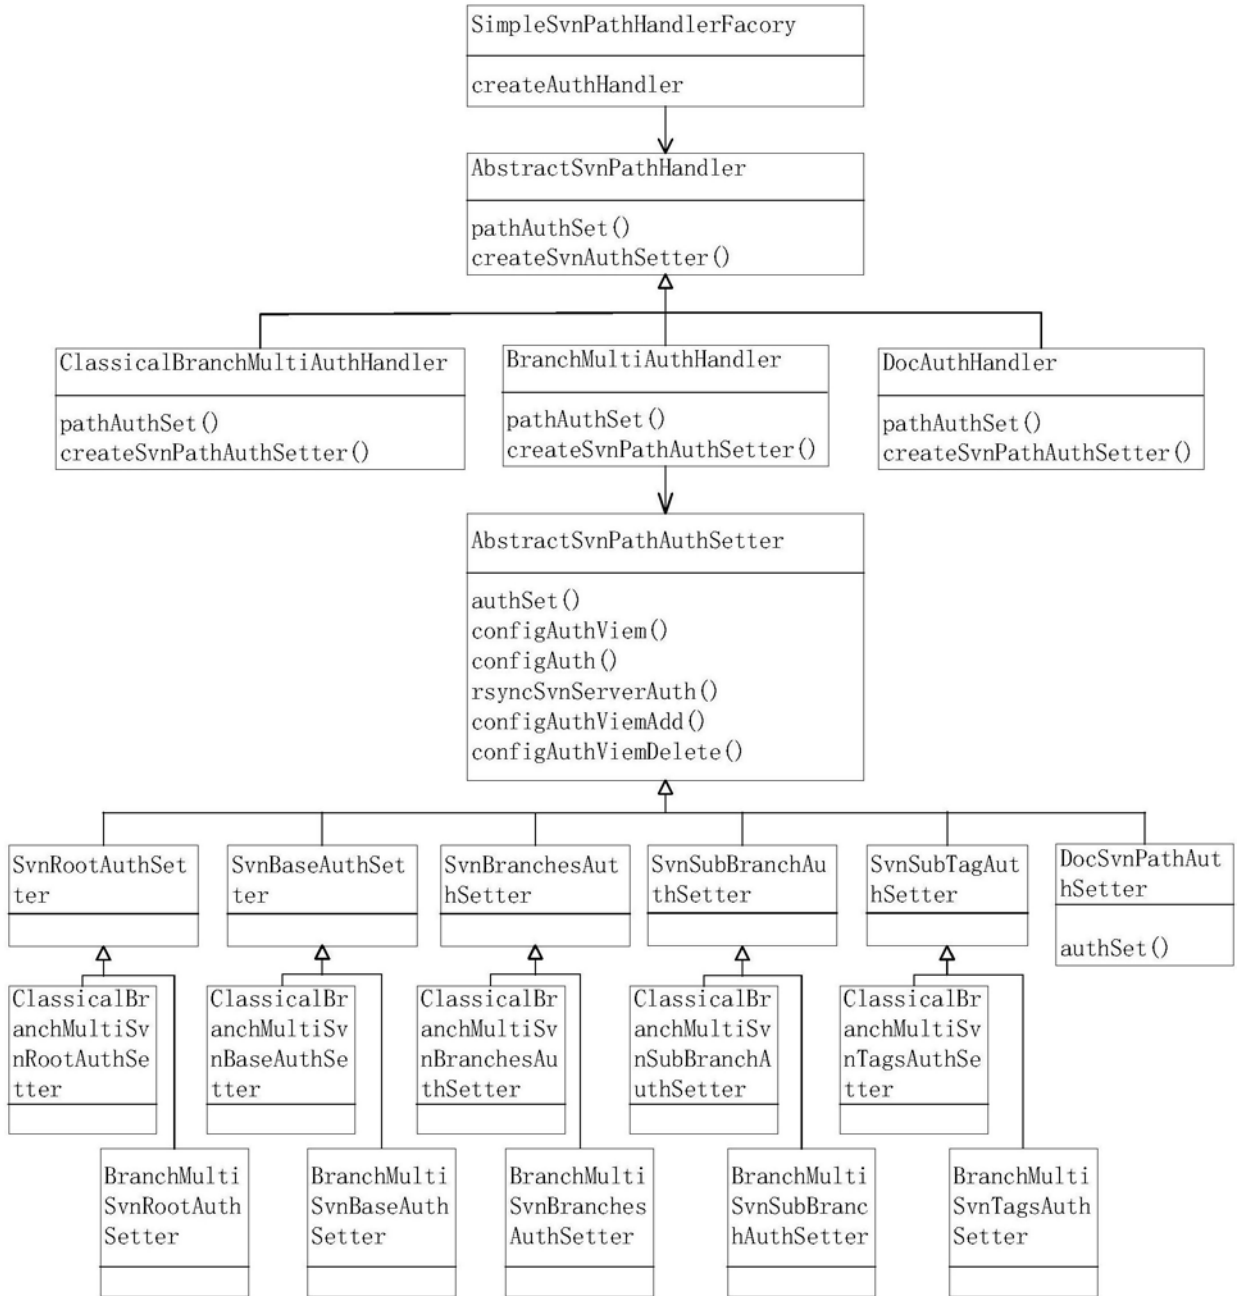 SimpleSvnPathHandlerFacory
createAuthHandler
AbstractSvnPathHandler
pathAuthSet()
createSvnAuthSetter()
ClassicalBranchMultiAuthHandler
pathAuthSet()
createSvnPathAuthSetter()
BranchMultiAuthHandler
pathAuthSet()
createSvnPathAuthSetter()
DocAuthHandler
pathAuthSet()
createSvnPathAuthSetter()
AbstractSvnPathAuthSetter
authSet()
configAuthViem()
configAuth()
rsyncSvnServerAuth()
configAuthViemAdd()
configAuthViemDelete()
SvnRootAuthSet
ter
SvnBaseAuthSet
ter
SvnBranchesAut
hSetter
SvnSubBranchAu
thSetter
SvnSubTagAut
hSetter
DocSvnPathAut
hSetter
authSet()
ClassicalBr
anchMultiSv
nRootAuthSe
tter
ClassicalBr
anchMultiSv
nBaseAuthSe
tter
ClassicalBr
anchMultiSv
nBranchesAu
thSetter
ClassicalBr
anchMultiSv
nSubBranchA
uthSetter
ClassicalBr
anchMultiSv
nTagsAuthSe
tter
BranchMulti
SvnRootAuth
Setter
BranchMulti
SvnBaseAuth
Setter
BranchMulti
SvnBranches
AuthSetter
BranchMulti
SvnSubBranc
hAuthSetter
BranchMulti
SvnTagsAuth
Setter